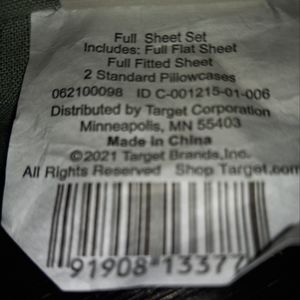 Full Sheet Set
Includes: Full Flat Sheet
Full Fitted Sheet
2 Standard Pillowcases
062100098 ID C-001215-01-006
Distributed by Target Corporation
Minneapolis, MN 55403
Made in China
©2021 Target Brands, Inc.
All Rights Reserved Shop Target.com
91908 13377